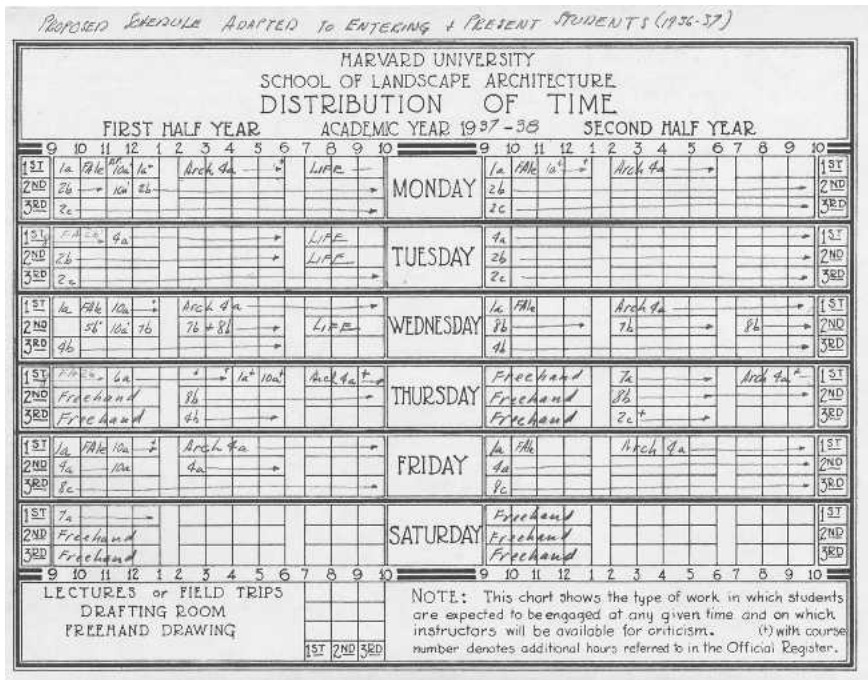 PROPOSED SCHEDULE ADAPTED TO ENTERING + PRESENT STUDENTS (1936-37)
HARVARD UNIVERSITY
SCHOOL OF LANDSCAPE ARCHITECTURE
DISTRIBUTION OF TIME
FIRST HALF YEAR ACADEMIC YEAR 1937-38 SECOND HALF YEAR
9 10 11 12 1 2 3 4 5 6 7 8 9 10 9 10 11 12 1 2 3 4 5 6 7 8 9 10
1ST 1a FA1e 10a 1a+ Arch 4a LIFE 1a FA1e 1a+ Arch 4a 1ST
2ND 2b 10a 2b MONDAY 2b 2ND
3RD 2c 2c 3RD
1ST 4a LIFE 4a 1ST
2ND 2b LIFE TUESDAY 2b 2ND
3RD 2c 2c 3RD
1ST 1a FA1e 10a Arch 4a 1a FA1e Arch 4a 1ST
2ND 5b 10a 7b 7b + 8b LIFE WEDNESDAY 8b 7b 8b 2ND
3RD 4b 4b 3RD
1ST 6a 1a+ 10a+ Arch 4a+ Freehand 7a Arch 4a+ 1ST
2ND Freehand 8b THURSDAY Freehand 8b 2ND
3RD Freehand 4b Freehand 2c+ 3RD
1ST 1a FA1e 10a Arch 4a 1a FA1e Arch 4a 1ST
2ND 4a 10a 4a FRIDAY 4a 2ND
3RD 8c 8c 3RD
1ST 7a Freehand 1ST
2ND Freehand SATURDAY Freehand 2ND
3RD Freehand Freehand 3RD
9 10 11 12 1 2 3 4 5 6 7 8 9 10 9 10 11 12 1 2 3 4 5 6 7 8 9 10
LECTURES or FIELD TRIPS
DRAFTING ROOM
FREEHAND DRAWING
1ST 2ND 3RD
NOTE: This chart shows the type of work in which students
are expected to be engaged at any given time and on which
instructors will be available for criticism. (+) with course
number denotes additional hours referred to in the Official Register.